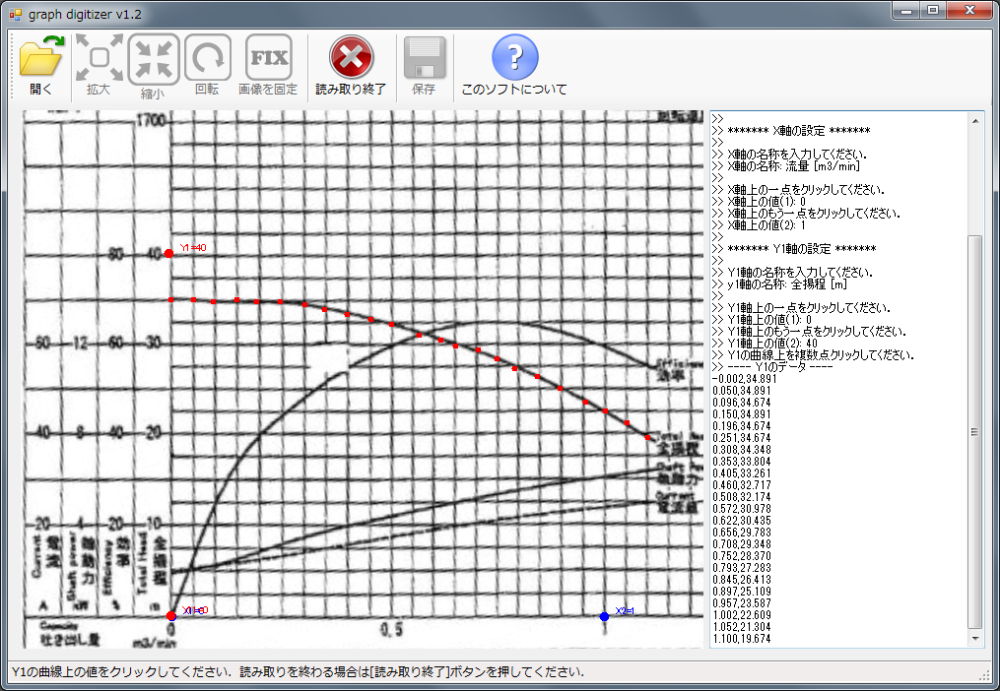 graph digitizer v1.2
開く
拡大
縮小
回転
FIX
画像を固定
読み取り終了
保存
?
このソフトについて
1700
80
40
Y1=40
50
12
60
30
Efficiency
効率
40
8
40
20
Total Head
全揚程
Shaft Power
軸動力
Current
電流値
20
4
20
10
Current
電流
A
Shaft power
軸動力
kW
Efficiency
効率
%
Total Head
全揚程
m
X2=1
Capacity
吐き出し量
m3/min
0
0,5
1
>>
>> ******* X軸の設定 *******
>>
>> X軸の名称を入力してください.
>> X軸の名称: 流量 [m3/min]
>>
>> X軸上の一点をクリックしてください.
>> X軸上の値(1): 0
>> X軸上のもう一点をクリックしてください.
>> X軸上の値(2): 1
>>
>> ******* Y1軸の設定 *******
>>
>> Y1軸の名称を入力してください.
>> y1軸の名称: 全揚程 [m]
>>
>> Y1軸上の一点をクリックしてください.
>> Y1軸上の値(1): 0
>> Y1軸上のもう一点をクリックしてください.
>> Y1軸上の値(2): 40
>> Y1の曲線上を複数点クリックしてください.
>> ---- Y1のデータ ----
-0.002,34.891
0.050,34.891
0.096,34.674
0.150,34.891
0.196,34.674
0.251,34.674
0.308,34.348
0.353,33.804
0.405,33.261
0.460,32.717
0.508,32.174
0.572,30.978
0.622,30.435
0.656,29.783
0.708,29.348
0.752,28.370
0.793,27.283
0.845,26.413
0.897,25.109
0.957,23.587
1.002,22.609
1.052,21.304
1.100,19.674
Y1の曲線上の値をクリックしてください. 読み取りを終わる場合は[読み取り終了]ボタンを押してください.